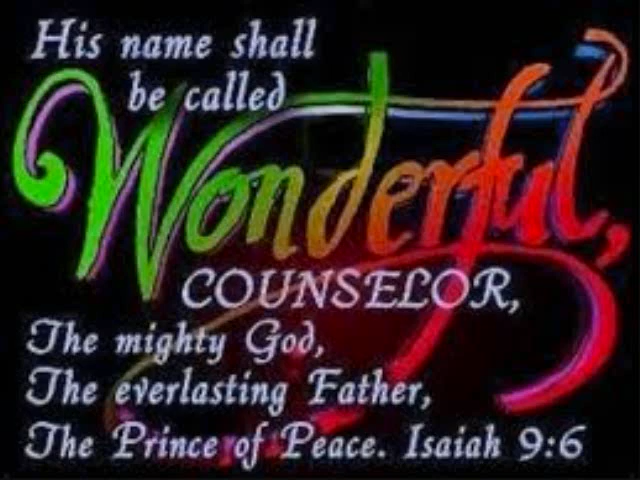 His name shall
be called
Wonderful,
COUNSELOR,
The mighty God,
The everlasting Father,
The Prince of Peace. Isaiah 9:6